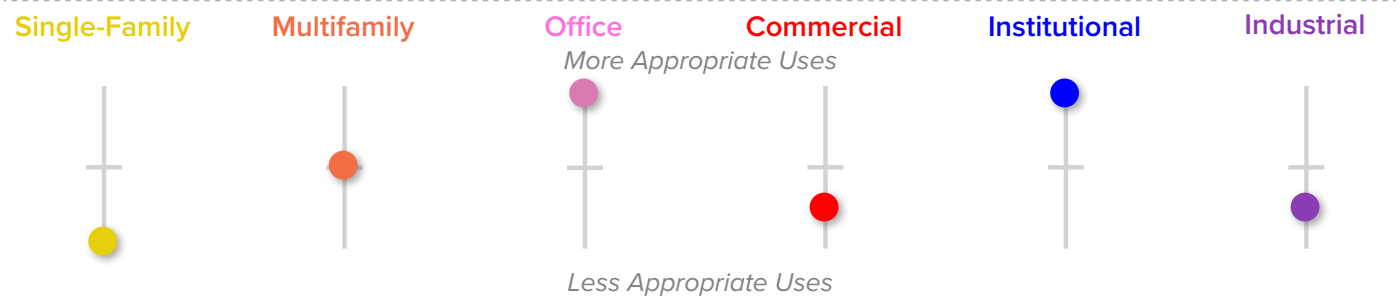 Single-Family Multifamily Office Commercial Institutional Industrial
More Appropriate Uses
Less Appropriate Uses